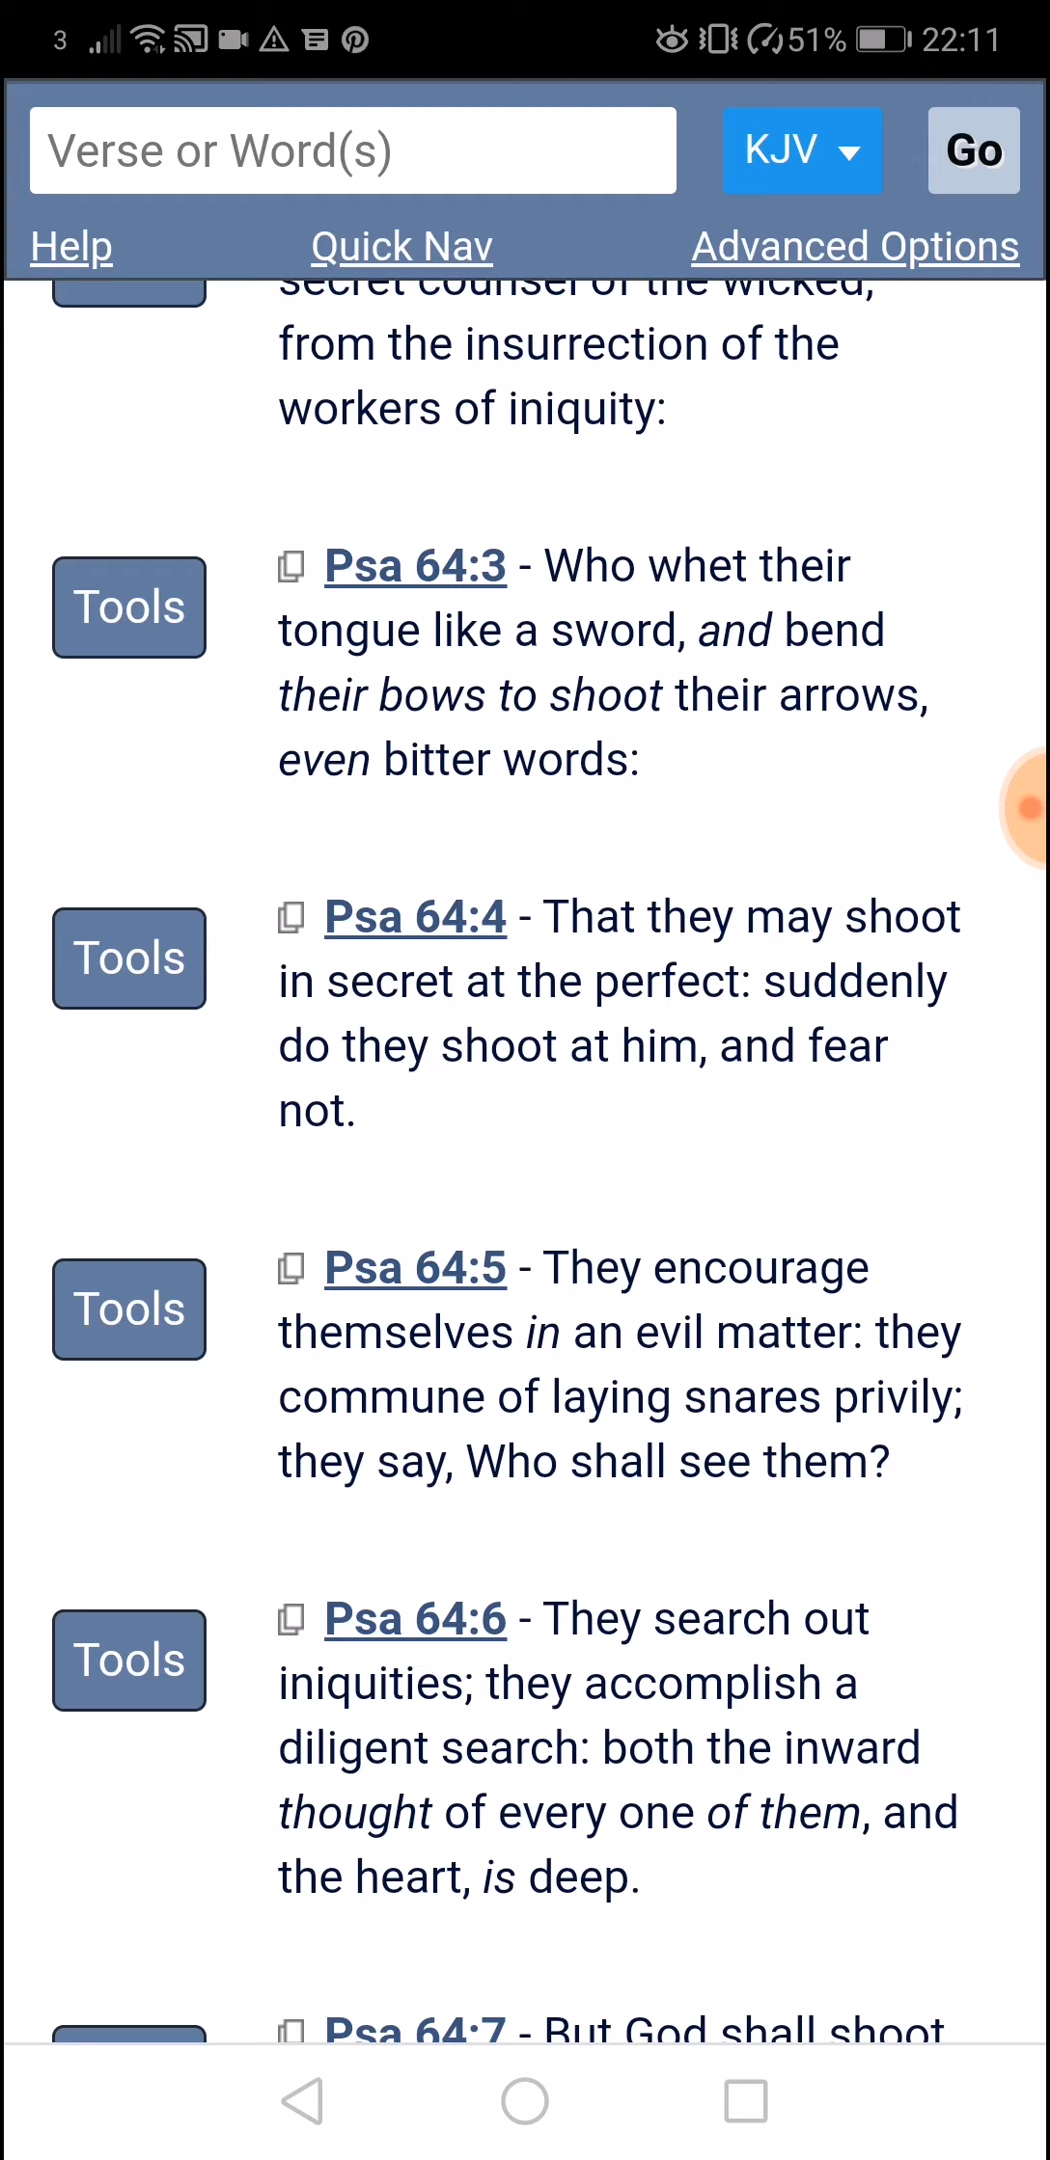 3 51% 22:11
Verse or Word(s) KJV Go
Help Quick Nav Advanced Options
secret counsel of the wicked;
from the insurrection of the
workers of iniquity:
Tools
Psa 64:3 - Who whet their
tongue like a sword, and bend
their bows to shoot their arrows,
even bitter words:
Tools
Psa 64:4 - That they may shoot
in secret at the perfect: suddenly
do they shoot at him, and fear
not.
Tools
Psa 64:5 - They encourage
themselves in an evil matter: they
commune of laying snares privily;
they say, Who shall see them?
Tools
Psa 64:6 - They search out
iniquities; they accomplish a
diligent search: both the inward
thought of every one of them, and
the heart, is deep.
Psa 64:7 - But God shall shoot